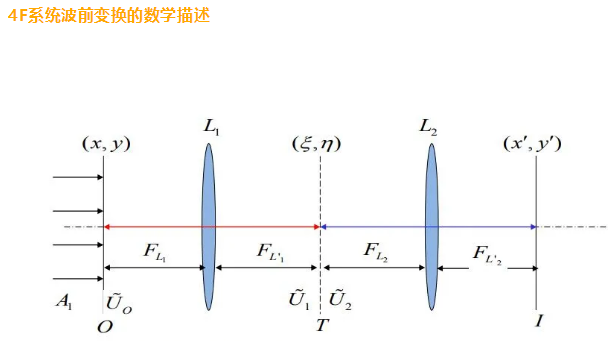 4F系统波前变换的数学描述
L₁ L₂
(x, y) (ξ, η) (x′, y′)
F_{L₁} F_{L'₁} F_{L₂} F_{L'₂}
A₁ Ũ_O Ũ₁ Ũ₂
O T I